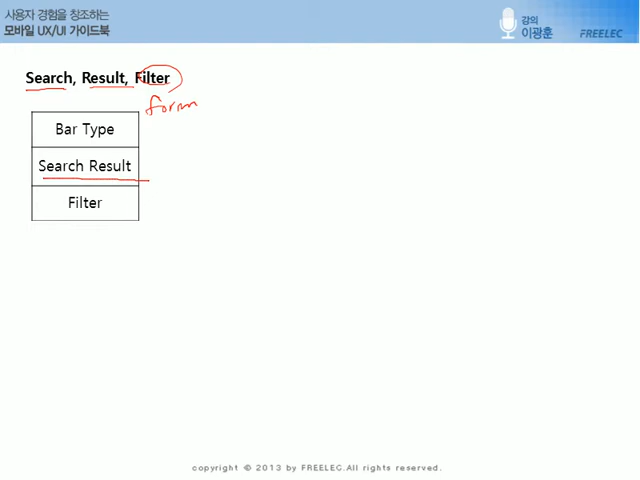 사용자 경험을 창조하는
모바일 UX/UI 가이드북
강의
이광훈
FREELEC
Search, Result, Filter
form
Bar Type
Search Result
Filter
copyright © 2013 by FREELEC.All rights reserved.